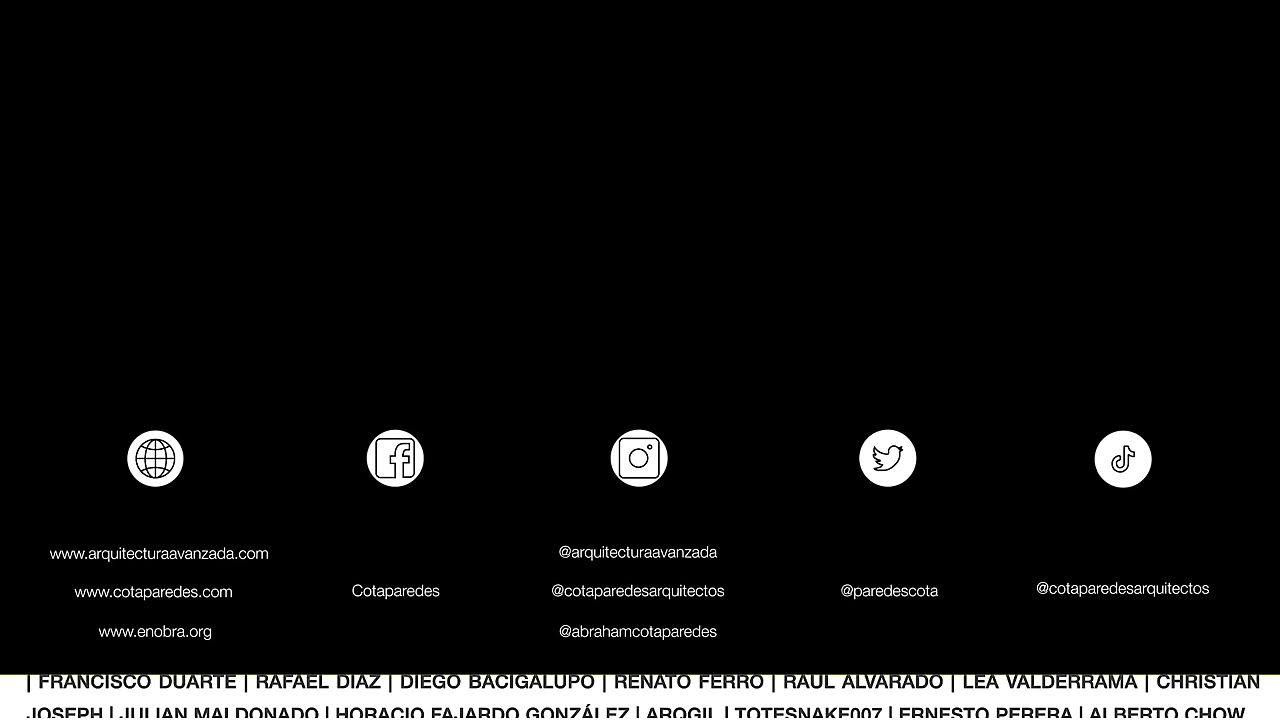 www.arquitecturaavanzada.com
www.cotaparedes.com
www.enobra.org
Cotaparedes
@arquitecturaavanzada
@cotaparedesarquitectos
@abrahamcotaparedes
@paredescota
@cotaparedesarquitectos
| FRANCISCO DUARTE | RAFAEL DIAZ | DIEGO BACIGALUPO | RENATO FERRO | RAUL ALVARADO | LEA VALDERRAMA | CHRISTIAN
JOSEPH | JULIAN MALDONADO | HORACIO FAJARDO GONZÁLEZ | ARQGIL | TOTESNAKE007 | ERNESTO PERERA | ALBERTO CHOW